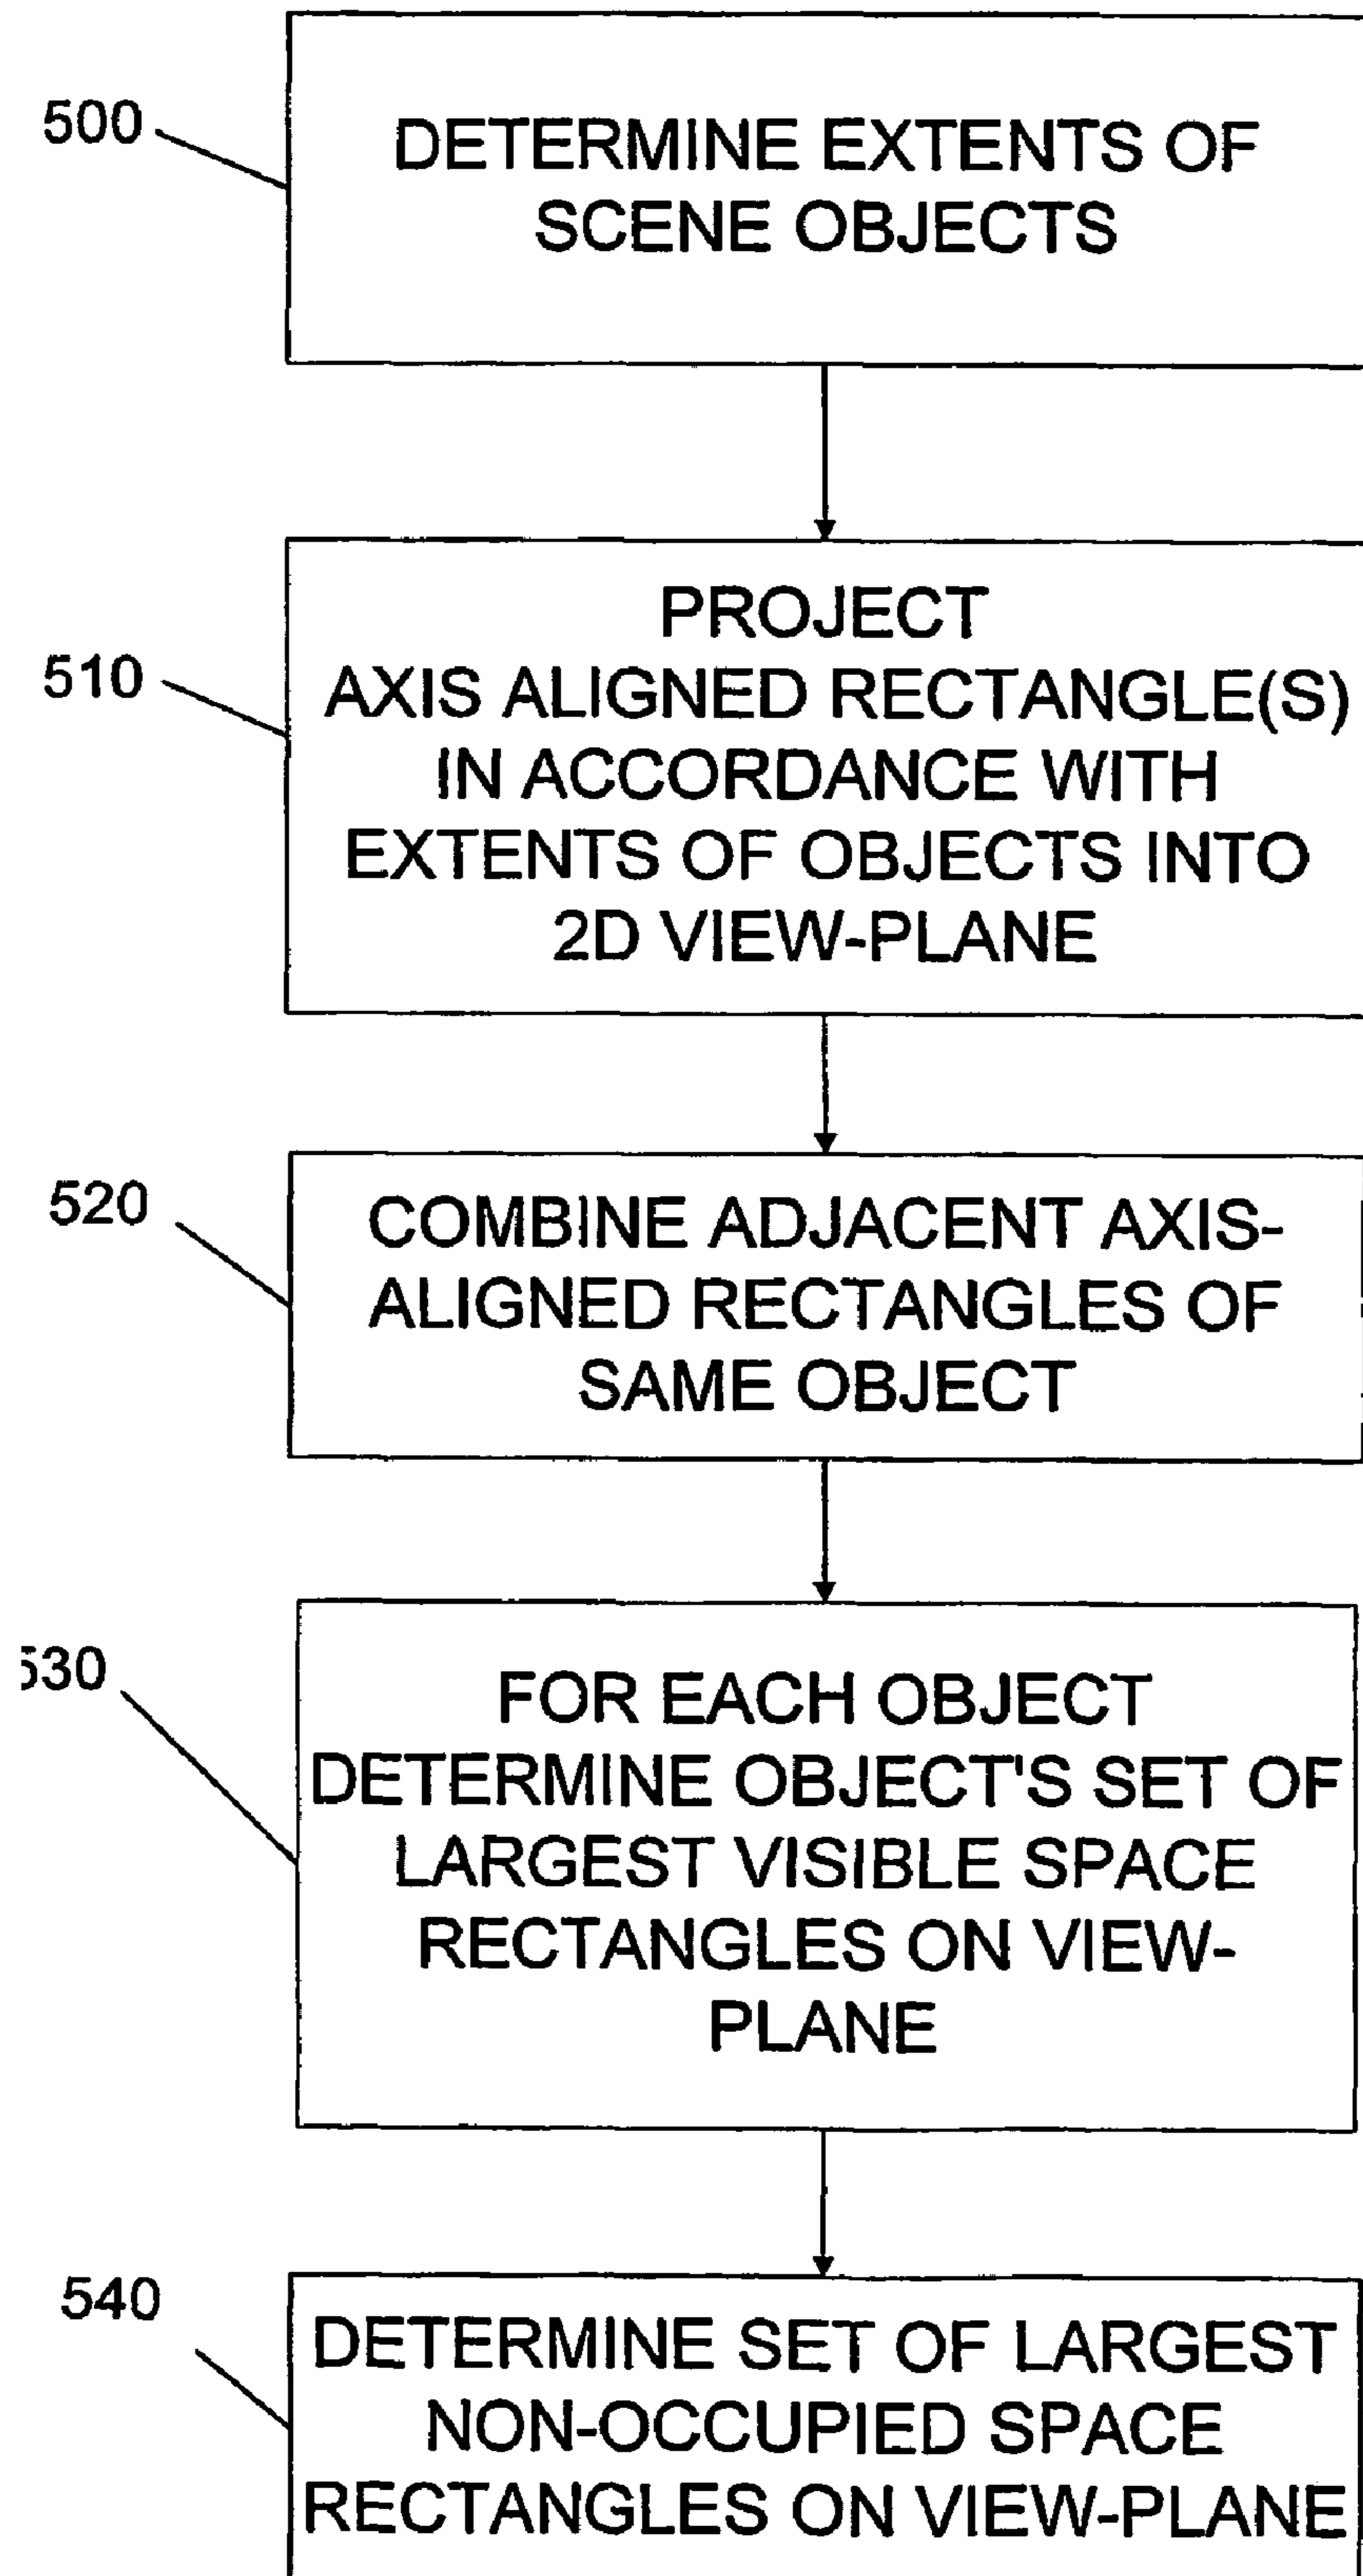 500
DETERMINE EXTENTS OF
SCENE OBJECTS
510
PROJECT
AXIS ALIGNED RECTANGLE(S)
IN ACCORDANCE WITH
EXTENTS OF OBJECTS INTO
2D VIEW-PLANE
520
COMBINE ADJACENT AXIS-
ALIGNED RECTANGLES OF
SAME OBJECT
530
FOR EACH OBJECT
DETERMINE OBJECT'S SET OF
LARGEST VISIBLE SPACE
RECTANGLES ON VIEW-
PLANE
540
DETERMINE SET OF LARGEST
NON-OCCUPIED SPACE
RECTANGLES ON VIEW-PLANE